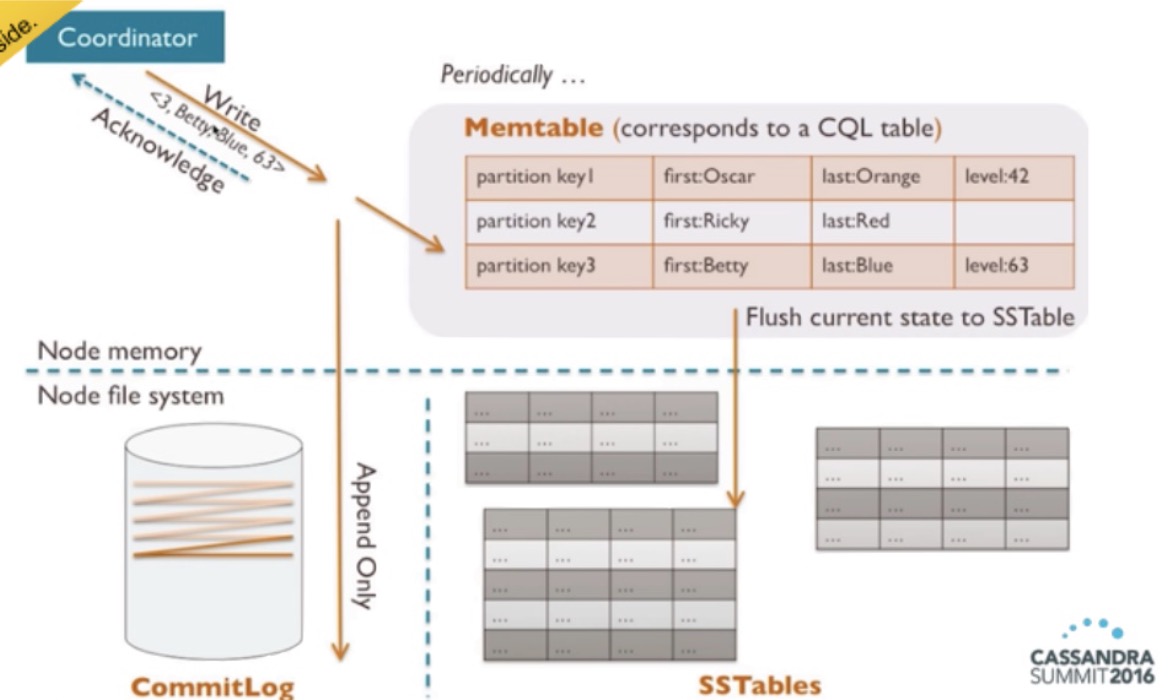 side.
Coordinator
Write
<3, Betty, Blue, 63>
Acknowledge
Periodically ...
Memtable (corresponds to a CQL table)
partition key1 first:Oscar last:Orange level:42
partition key2 first:Ricky last:Red
partition key3 first:Betty last:Blue level:63
Flush current state to SSTable
Node memory
Node file system
Append Only
... ... ... ...
... ... ... ...
... ... ... ...
... ... ... ...
... ... ... ...
... ... ... ...
... ... ... ...
... ... ... ...
... ... ... ...
... ... ... ...
... ... ... ...
... ... ... ...
CommitLog
SSTables
CASSANDRA
SUMMIT2016